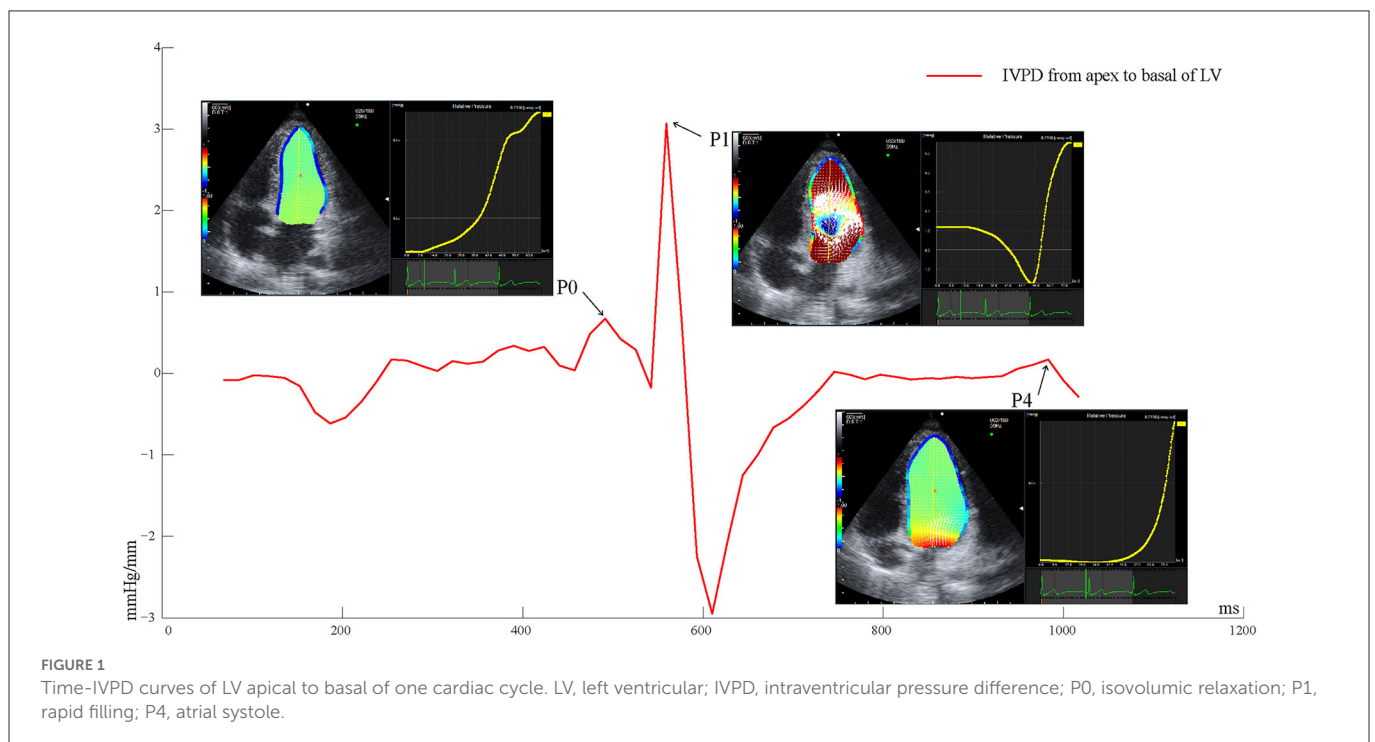 4
3
2
1
0
−1
−2
−3
mmHg/mm
0
200
400
600
800
1000
1200
ms
IVPD from apex to basal of LV
P0
P1
P4
Relative Pressure
59Hz
Relative Pressure
59Hz
Relative Pressure
59Hz
FIGURE 1
Time-IVPD curves of LV apical to basal of one cardiac cycle. LV, left ventricular; IVPD, intraventricular pressure difference; P0, isovolumic relaxation; P1,
rapid filling; P4, atrial systole.